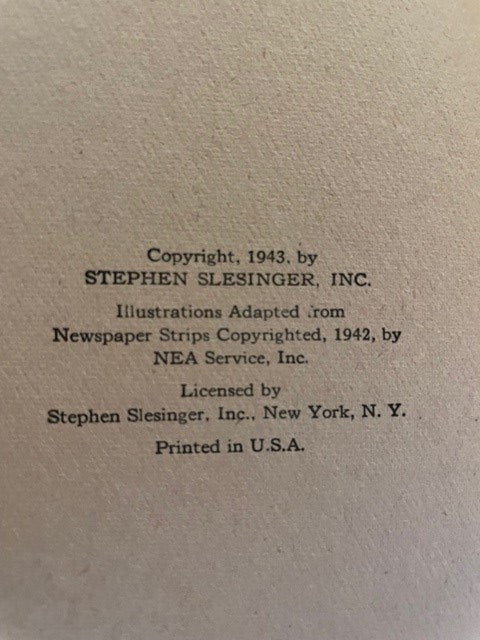 Copyright, 1943, by
STEPHEN SLESINGER, INC.
Illustrations Adapted from
Newspaper Strips Copyrighted, 1942, by
NEA Service, Inc.
Licensed by
Stephen Slesinger, Inc., New York, N. Y.
Printed in U.S.A.